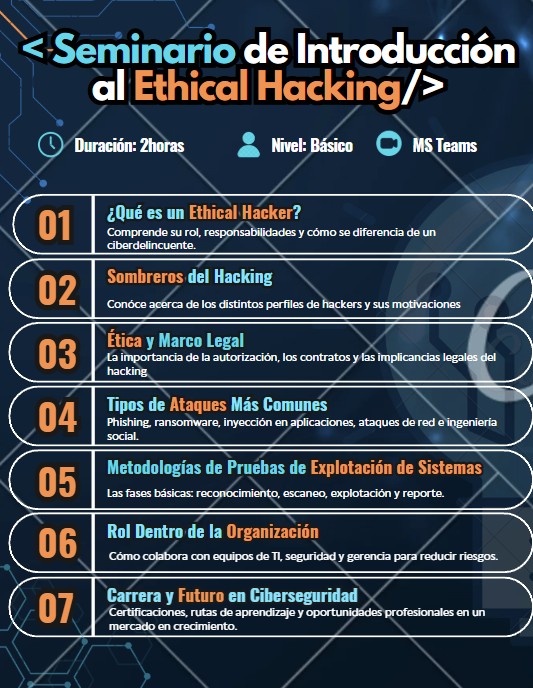 < Seminario de Introducción
al Ethical Hacking/>
Duración: 2horas
Nivel: Básico
MS Teams
01
¿Qué es un Ethical Hacker?
Comprende su rol, responsabilidades y cómo se diferencia de un
ciberdelincuente.
02
Sombreros del Hacking
Conóce acerca de los distintos perfiles de hackers y sus motivaciones
03
Ética y Marco Legal
La importancia de la autorización, los contratos y las implicancias legales del
hacking
04
Tipos de Ataques Más Comunes
Phishing, ransomware, inyección en aplicaciones, ataques de red e ingeniería
social.
05
Metodologías de Pruebas de Explotación de Sistemas
Las fases básicas: reconocimiento, escaneo, explotación y reporte.
06
Rol Dentro de la Organización
Cómo colabora con equipos de TI, seguridad y gerencia para reducir riesgos.
07
Carrera y Futuro en Ciberseguridad
Certificaciones, rutas de aprendizaje y oportunidades profesionales en un
mercado en crecimiento.